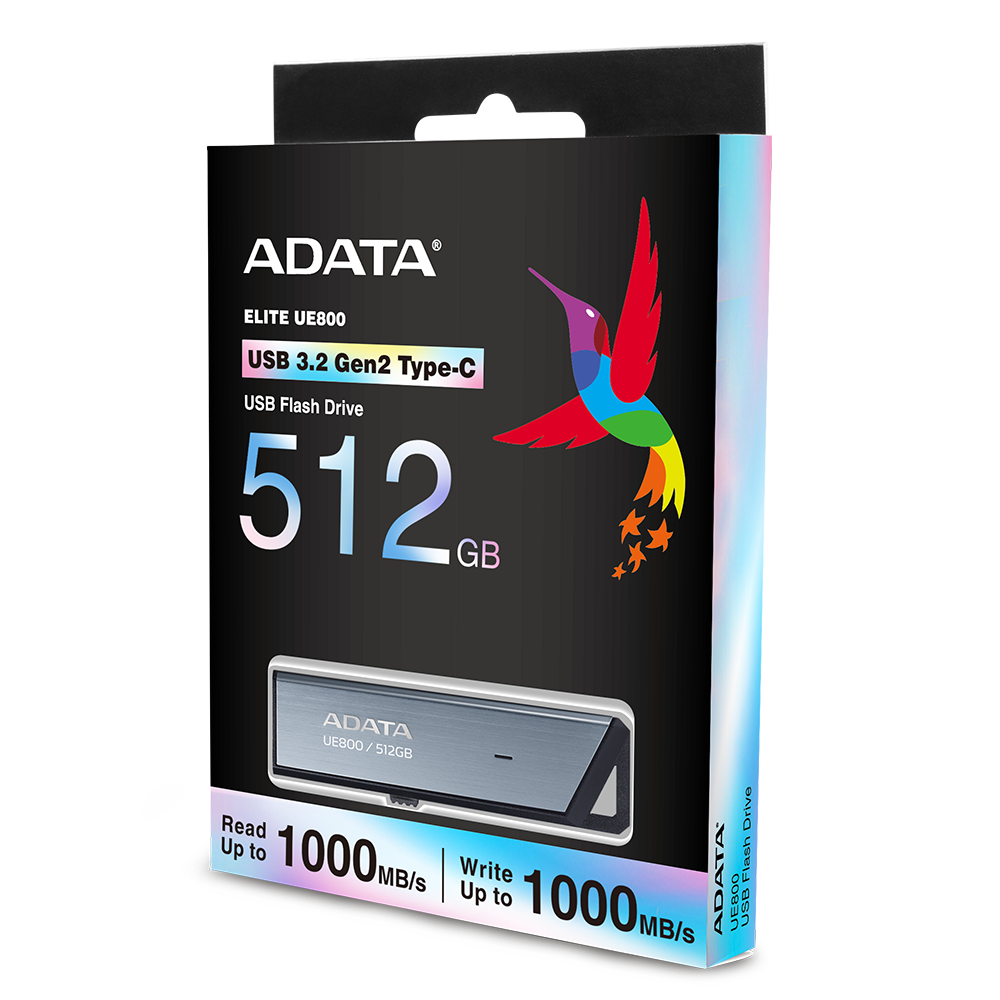 ADATA®
ELITE UE800
USB 3.2 Gen2 Type-C
USB Flash Drive
512GB
ADATA
UE800 / 512GB
Read
Up to 1000MB/s
Write
Up to 1000MB/s
ADATA®
UE800
USB Flash Drive